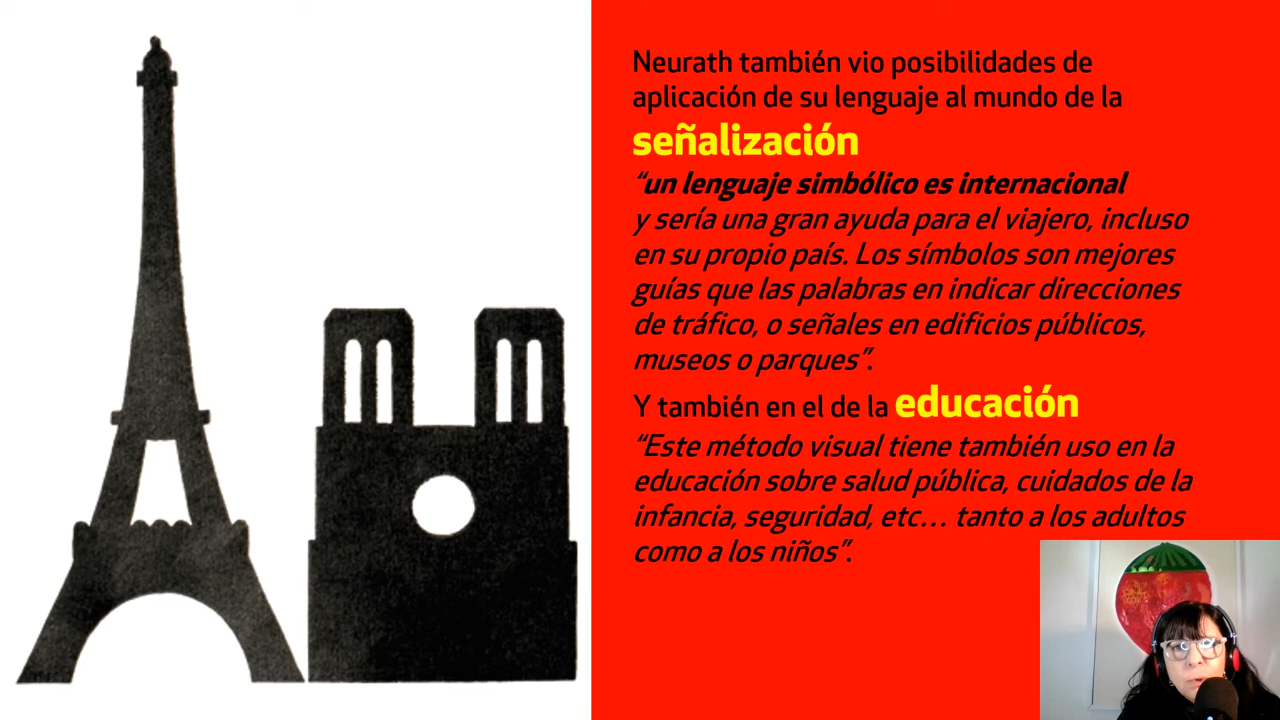 Neurath también vio posibilidades de
aplicación de su lenguaje al mundo de la
señalización
“un lenguaje simbólico es internacional
y sería una gran ayuda para el viajero, incluso
en su propio país. Los símbolos son mejores
guías que las palabras en indicar direcciones
de tráfico, o señales en edificios públicos,
museos o parques”.
Y también en el de la educación
“Este método visual tiene también uso en la
educación sobre salud pública, cuidados de la
infancia, seguridad, etc… tanto a los adultos
como a los niños”.